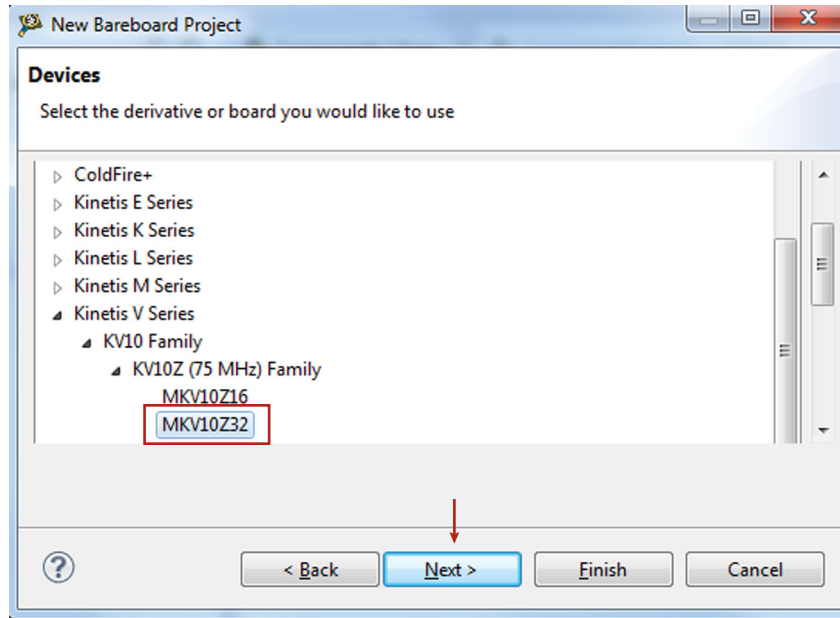 New Bareboard Project
Devices
Select the derivative or board you would like to use
ColdFire+
Kinetis E Series
Kinetis K Series
Kinetis L Series
Kinetis M Series
Kinetis V Series
KV10 Family
KV10Z (75 MHz) Family
MKV10Z16
MKV10Z32
? < Back Next > Finish Cancel